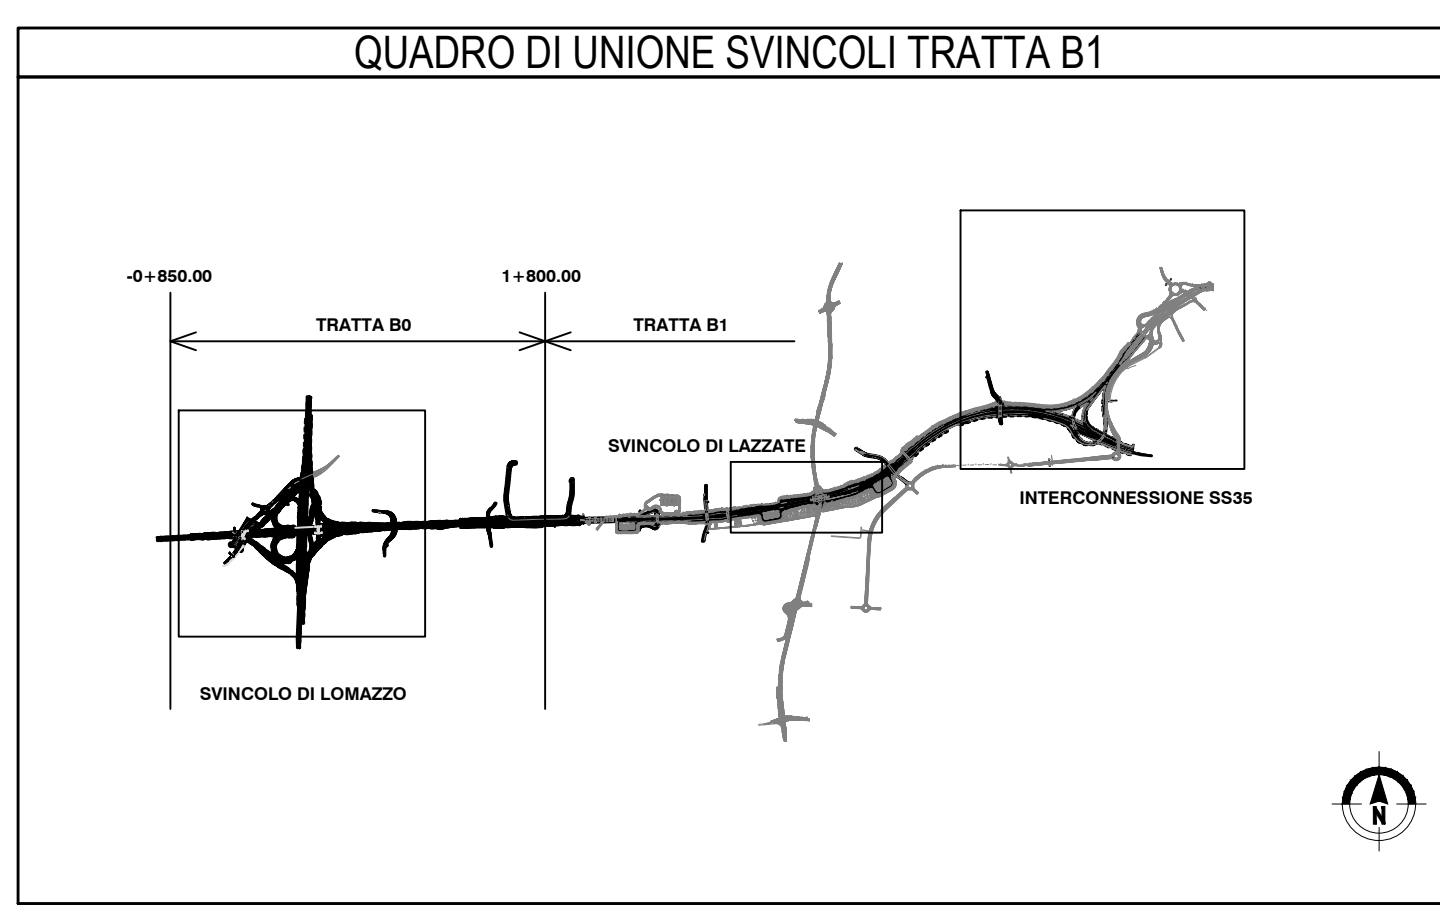 QUADRO DI UNIONE SVINCOLI TRATTA B1
-0+850.00
1+800.00
TRATTA B0
TRATTA B1
SVINCOLO DI LAZZATE
INTERCONNESSIONE SS35
SVINCOLO DI LOMAZZO
N